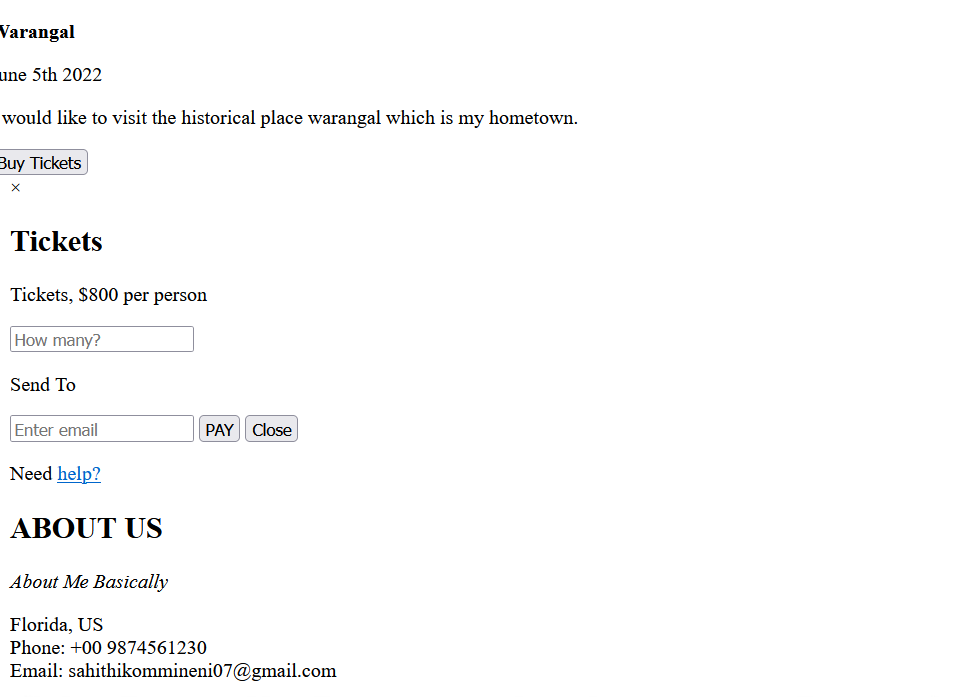 Warangal
June 5th 2022
would like to visit the historical place warangal which is my hometown.
Buy Tickets
×
Tickets
Tickets, $800 per person
How many?
Send To
Enter email PAY Close
Need help?
ABOUT US
About Me Basically
Florida, US
Phone: +00 9874561230
Email: sahithikommineni07@gmail.com